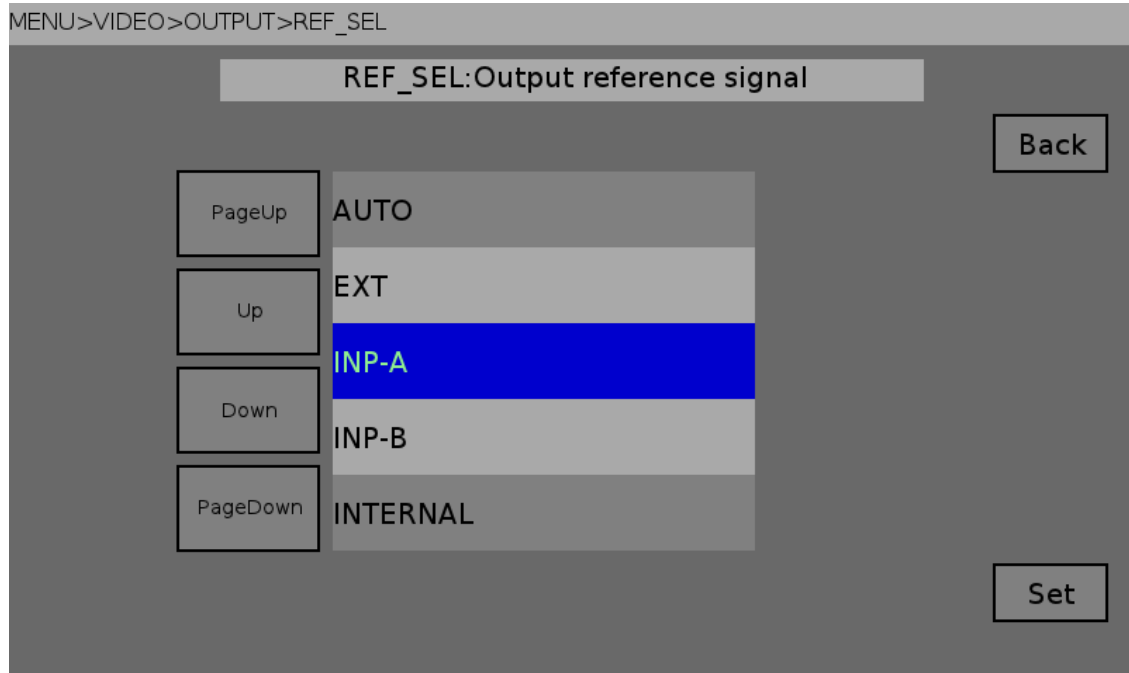 MENU>VIDEO>OUTPUT>REF_SEL
REF_SEL:Output reference signal
Back
PageUp
AUTO
Up
EXT
INP-A
Down
INP-B
PageDown
INTERNAL
Set